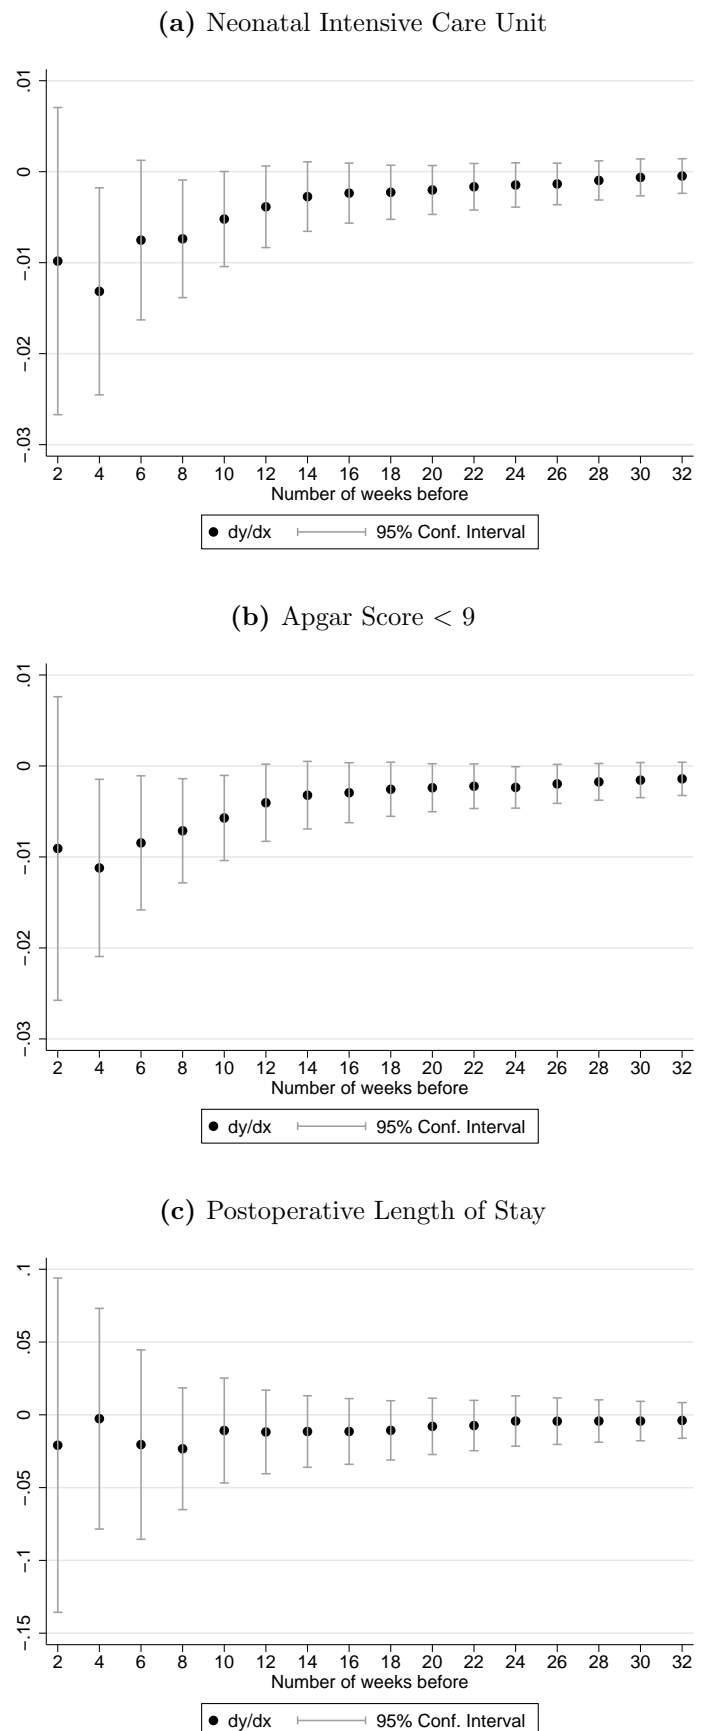 (a) Neonatal Intensive Care Unit
.01
0
-.01
-.02
-.03
2 4 6 8 10 12 14 16 18 20 22 24 26 28 30 32
Number of weeks before
dy/dx 95% Conf. Interval
(b) Apgar Score < 9
.01
0
-.01
-.02
-.03
2 4 6 8 10 12 14 16 18 20 22 24 26 28 30 32
Number of weeks before
dy/dx 95% Conf. Interval
(c) Postoperative Length of Stay
.1
.05
0
-.05
-.1
-.15
2 4 6 8 10 12 14 16 18 20 22 24 26 28 30 32
Number of weeks before
dy/dx 95% Conf. Interval